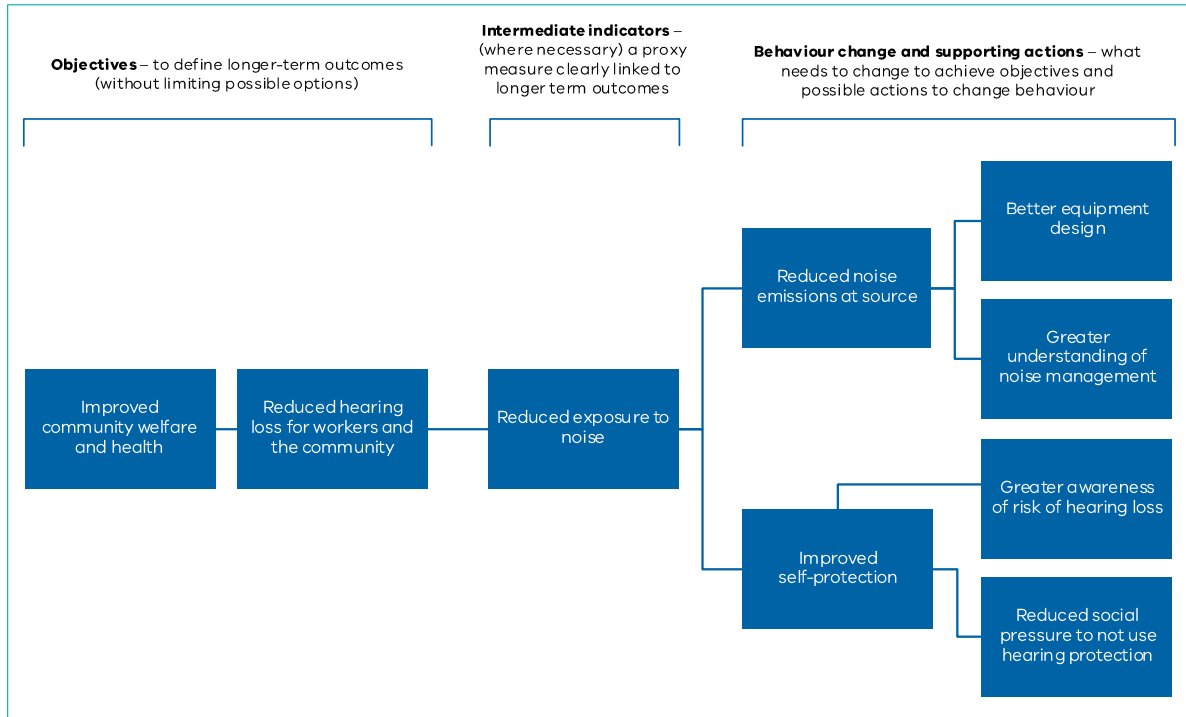 Objectives – to define longer-term outcomes
(without limiting possible options)
Intermediate indicators –
(where necessary) a proxy
measure clearly linked to
longer term outcomes
Behaviour change and supporting actions – what
needs to change to achieve objectives and
possible actions to change behaviour
Improved
community welfare
and health
Reduced hearing
loss for workers and
the community
Reduced exposure to
noise
Reduced noise
emissions at source
Better equipment
design
Greater
understanding of
noise management
Improved
self-protection
Greater awareness
of risk of hearing loss
Reduced social
pressure to not use
hearing protection